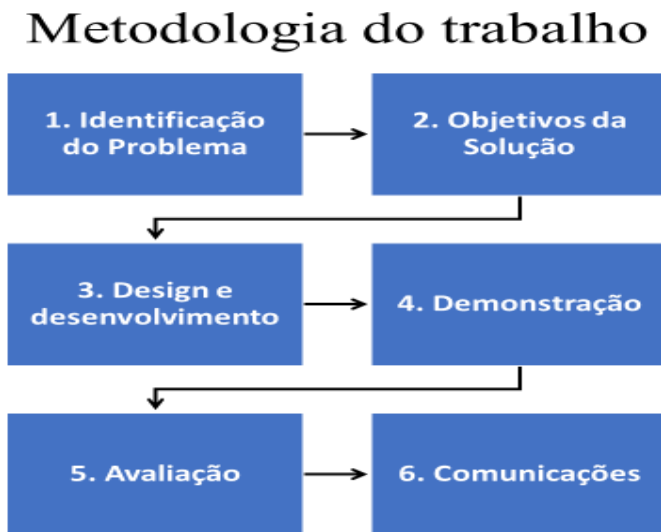 Metodologia do trabalho
1. Identificação
do Problema
2. Objetivos da
Solução
3. Design e
desenvolvimento
4. Demonstração
5. Avaliação
6. Comunicações